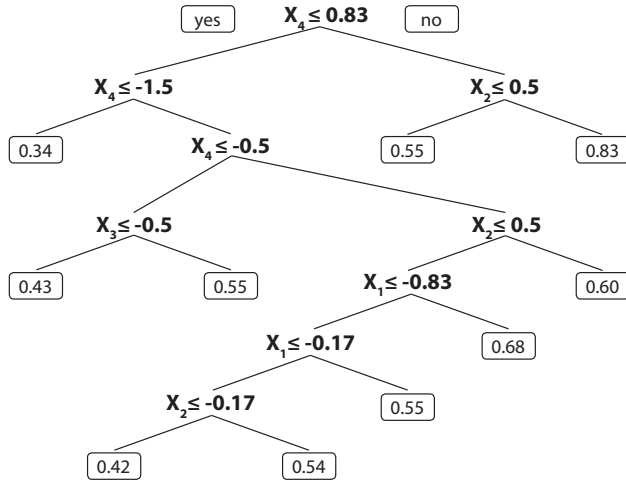 yes X₄ ≤ 0.83 no
X₄ ≤ -1.5 X₂ ≤ 0.5
0.34 X₄ ≤ -0.5 0.55 0.83
X₃ ≤ -0.5 X₂ ≤ 0.5
0.43 0.55 X₁ ≤ -0.83 0.60
X₁ ≤ -0.17 0.68
X₂ ≤ -0.17 0.55
0.42 0.54